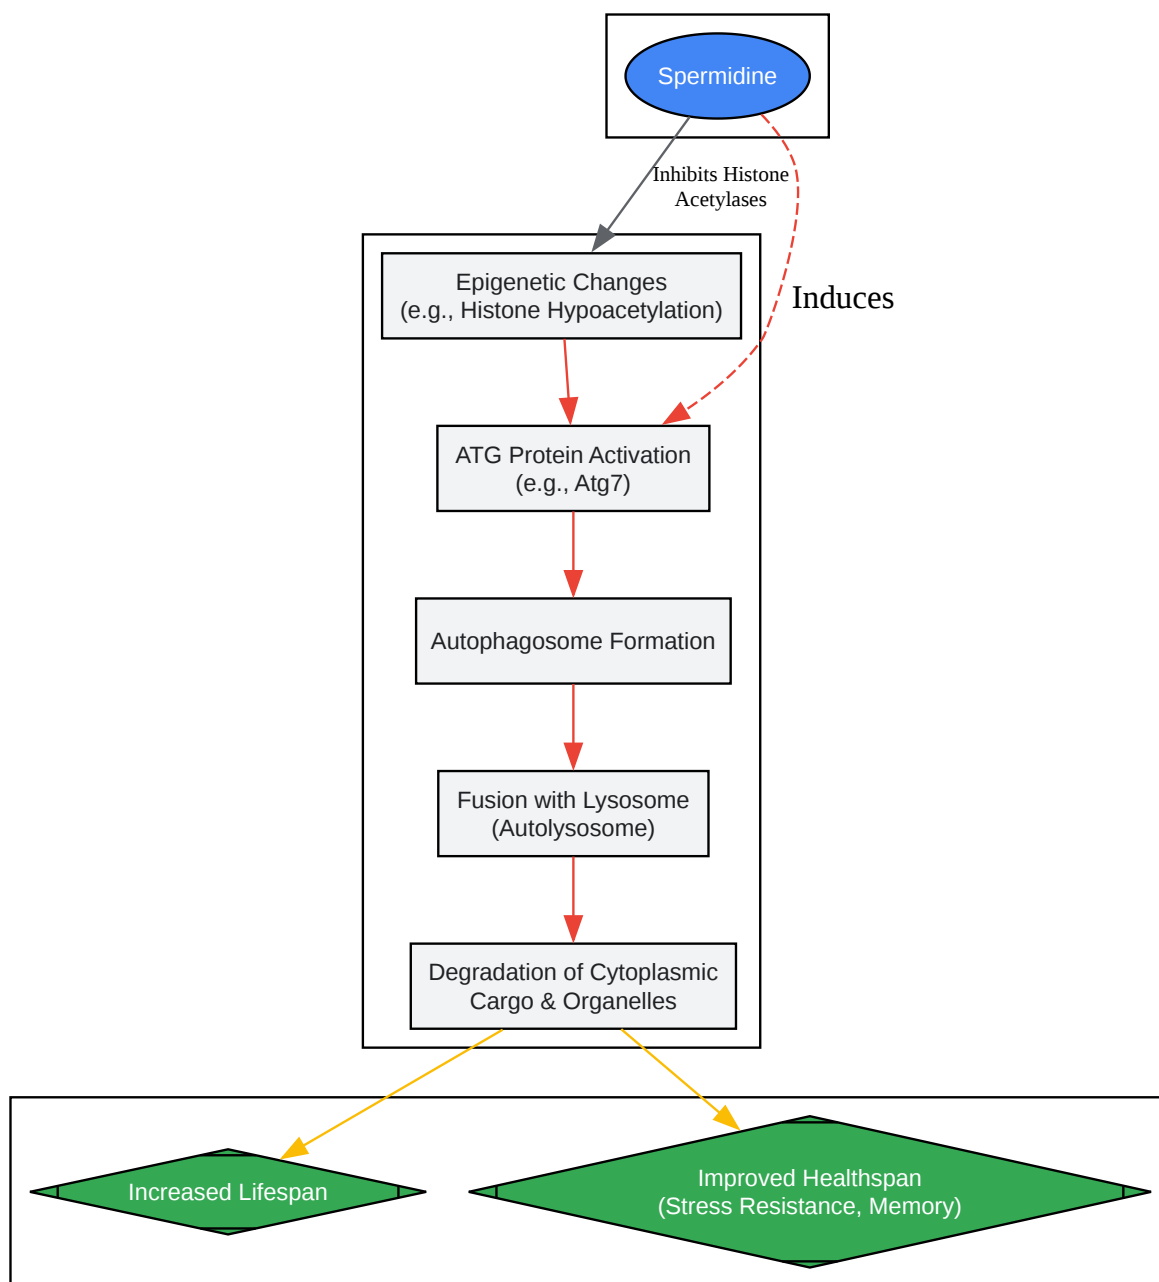 Spermidine
Inhibits Histone
Acetylases
Epigenetic Changes
(e.g., Histone Hypoacetylation)
Induces
ATG Protein Activation
(e.g., Atg7)
Autophagosome Formation
Fusion with Lysosome
(Autolysosome)
Degradation of Cytoplasmic
Cargo & Organelles
Increased Lifespan
Improved Healthspan
(Stress Resistance, Memory)